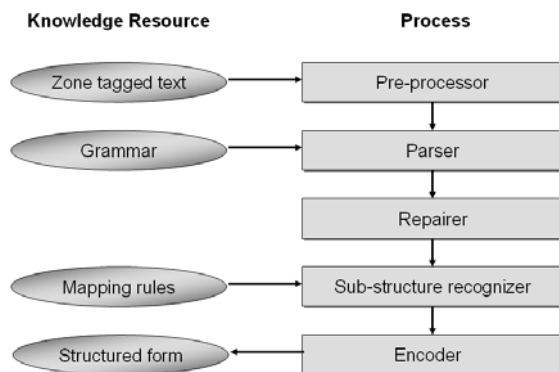 Knowledge Resource
Process
Zone tagged text
Pre-processor
Grammar
Parser
Repairer
Mapping rules
Sub-structure recognizer
Structured form
Encoder